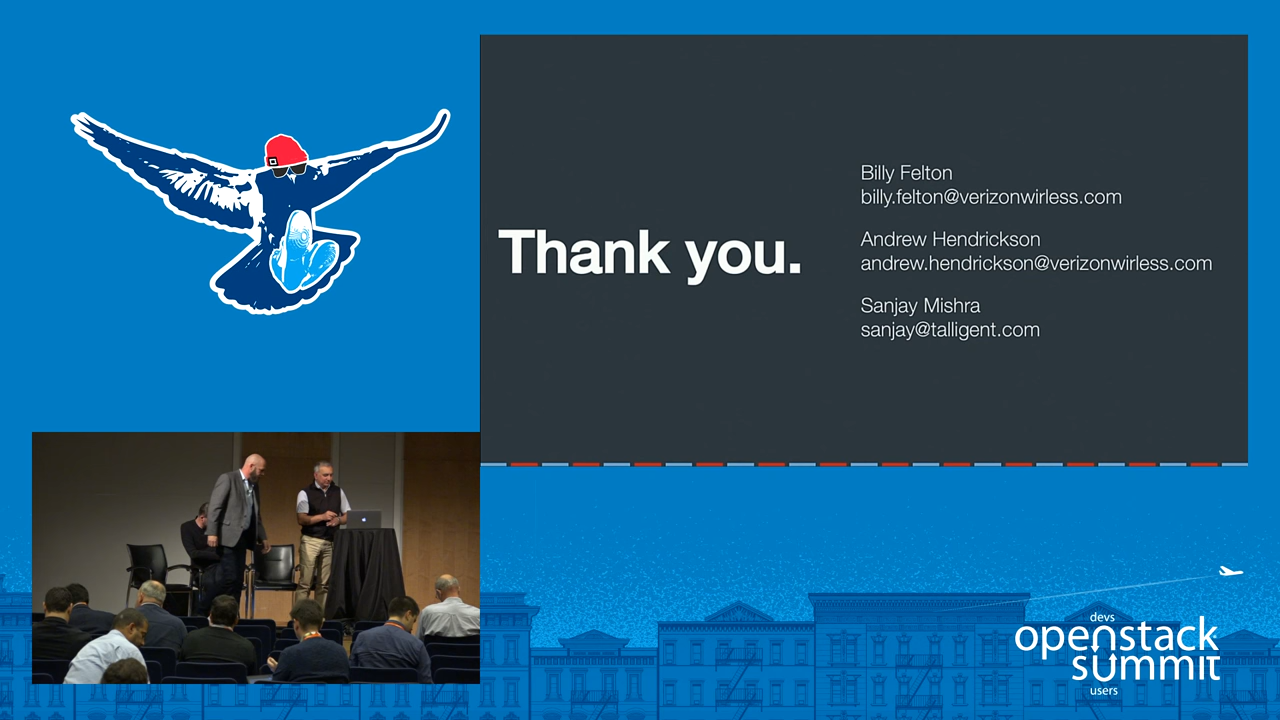 Thank you.
Billy Felton
billy.felton@verizonwirless.com
Andrew Hendrickson
andrew.hendrickson@verizonwirless.com
Sanjay Mishra
sanjay@talligent.com
devs
openstack
summit
users